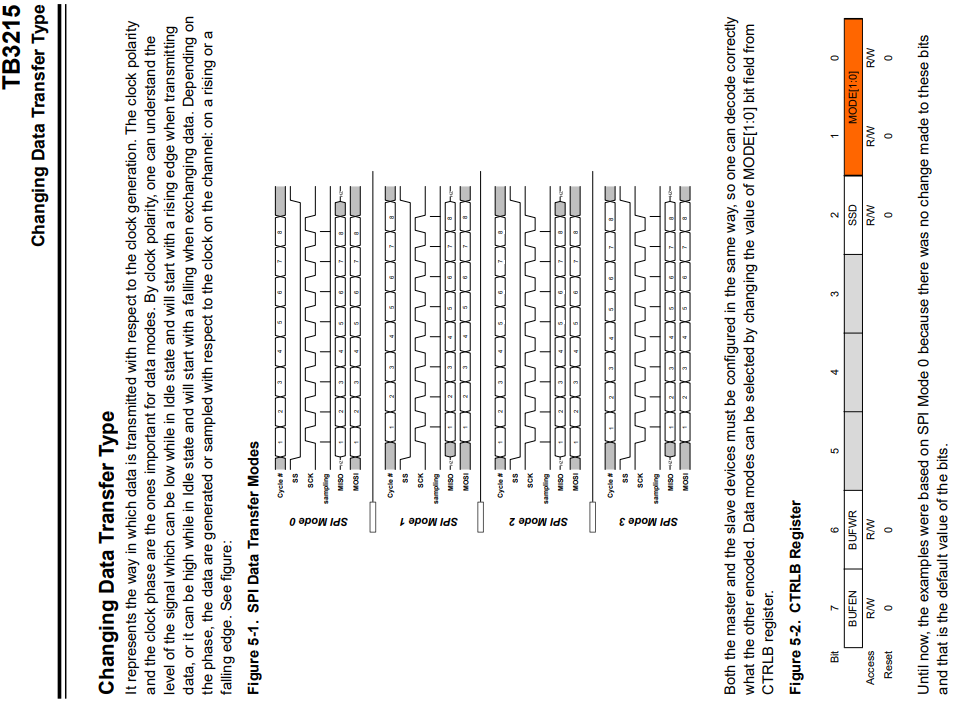 TB3215
Changing Data Transfer Type
Changing Data Transfer Type
It represents the way in which data is transmitted with respect to the clock generation. The clock polarity
and the clock phase are the ones important for data modes. By clock polarity, one can understand the
level of the signal which can be low while in Idle state and will start with a rising edge when transmitting
data, or it can be high while in Idle state and will start with a falling when exchanging data. Depending on
the phase, the data are generated or sampled with respect to the clock on the channel: on a rising or a
falling edge. See figure:
Figure 5-1. SPI Data Transfer Modes
SPI Mode 0
Cycle # 1 2 3 4 5 6 7 8
SS
SCK
sampling
MISO z 1 2 3 4 5 6 7 8 z
MOSI 1 2 3 4 5 6 7 8
SPI Mode 1
Cycle # 1 2 3 4 5 6 7 8
SS
SCK
sampling
MISO z 1 2 3 4 5 6 7 8 z
MOSI 1 2 3 4 5 6 7 8
SPI Mode 2
Cycle # 1 2 3 4 5 6 7 8
SS
SCK
sampling
MISO z 1 2 3 4 5 6 7 8 z
MOSI 1 2 3 4 5 6 7 8
SPI Mode 3
Cycle # 1 2 3 4 5 6 7 8
SS
SCK
sampling
MISO z 1 2 3 4 5 6 7 8 z
MOSI 1 2 3 4 5 6 7 8
Both the master and the slave devices must be configured in the same way, so one can decode correctly
what the other encoded. Data modes can be selected by changing the value of MODE[1:0] bit field from
CTRLB register.
Figure 5-2. CTRLB Register
Bit 7 6 5 4 3 2 1 0
BUFEN BUFWR SSD MODE[1:0]
Access R/W R/W R/W R/W R/W
Reset 0 0 0 0 0
Until now, the examples were based on SPI Mode 0 because there was no change made to these bits
and that is the default value of the bits.